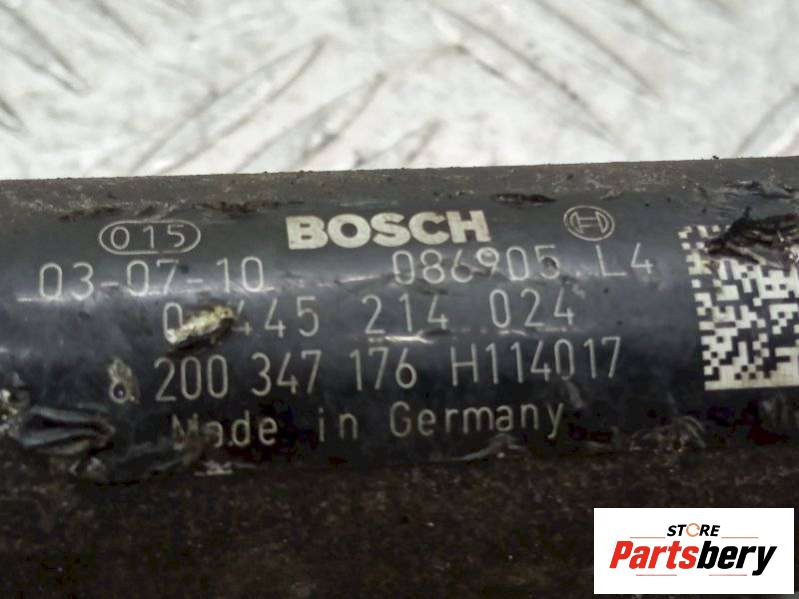 015 BOSCH
03-07-10 086905 L4
0 445 214 024
8 200 347 176 H114017
Made in Germany
STORE
Partsbery